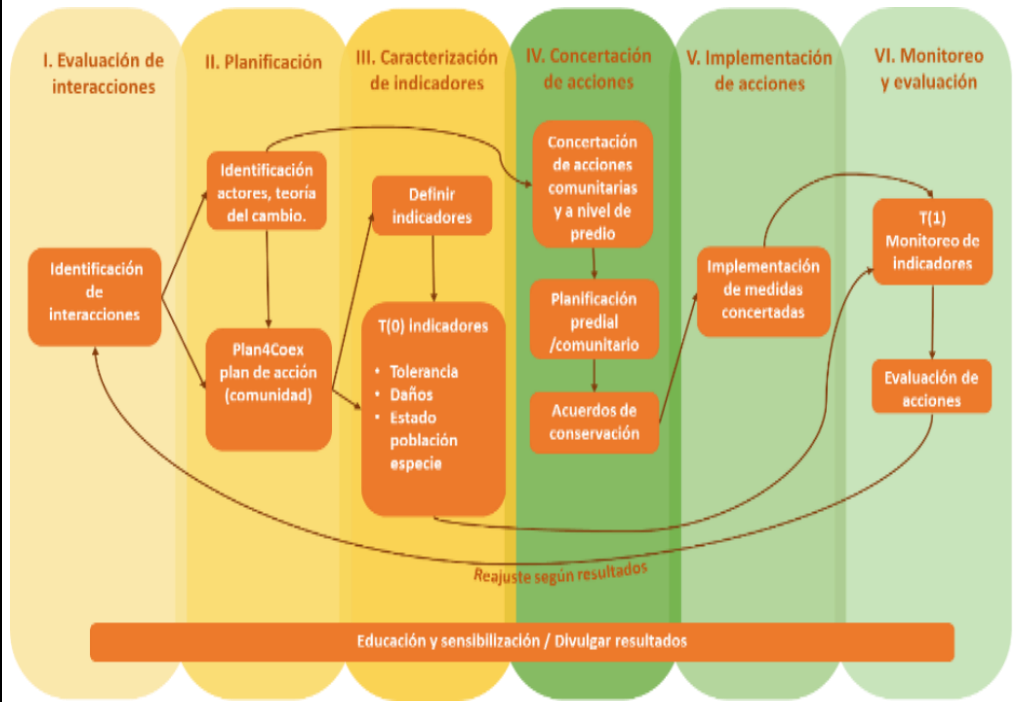 I. Evaluación de
interacciones
II. Planificación
III. Caracterización
de indicadores
IV. Concertación
de acciones
V. Implementación
de acciones
VI. Monitoreo
y evaluación
Identificación
de
interacciones
Identificación
actores, teoría
del cambio.
Plan4Coex
plan de acción
(comunidad)
Definir
indicadores
T(0) indicadores
• Tolerancia
• Daños
• Estado
población
especie
Concertación
de acciones
comunitarias
y a nivel de
predio
Planificación
predial
/comunitario
Acuerdos de
conservación
Implementación
de medidas
concertadas
T(1)
Monitoreo de
indicadores
Evaluación de
acciones
Reajuste según resultados
Educación y sensibilización / Divulgar resultados